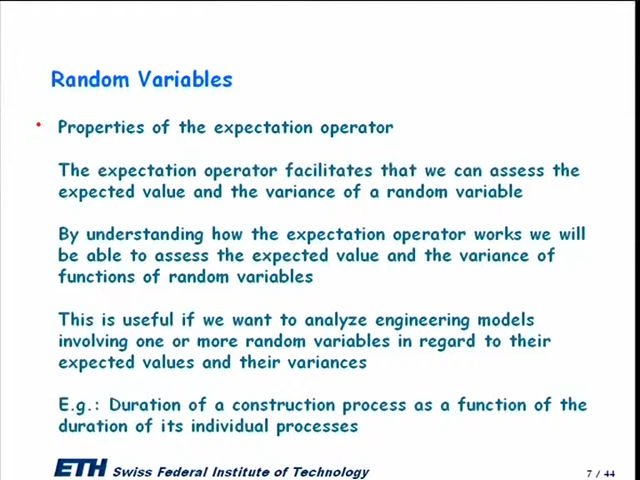 Random Variables
• Properties of the expectation operator
The expectation operator facilitates that we can assess the
expected value and the variance of a random variable
By understanding how the expectation operator works we will
be able to assess the expected value and the variance of
functions of random variables
This is useful if we want to analyze engineering models
involving one or more random variables in regard to their
expected values and their variances
E.g.: Duration of a construction process as a function of the
duration of its individual processes
ETH Swiss Federal Institute of Technology
7 / 44